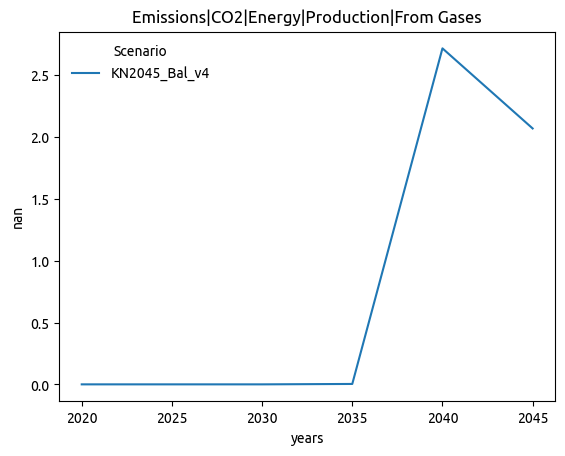 Emissions|CO2|Energy|Production|From Gases
Scenario
KN2045_Bal_v4
2.5
2.0
1.5
1.0
0.5
0.0
nan
2020 2025 2030 2035 2040 2045
years